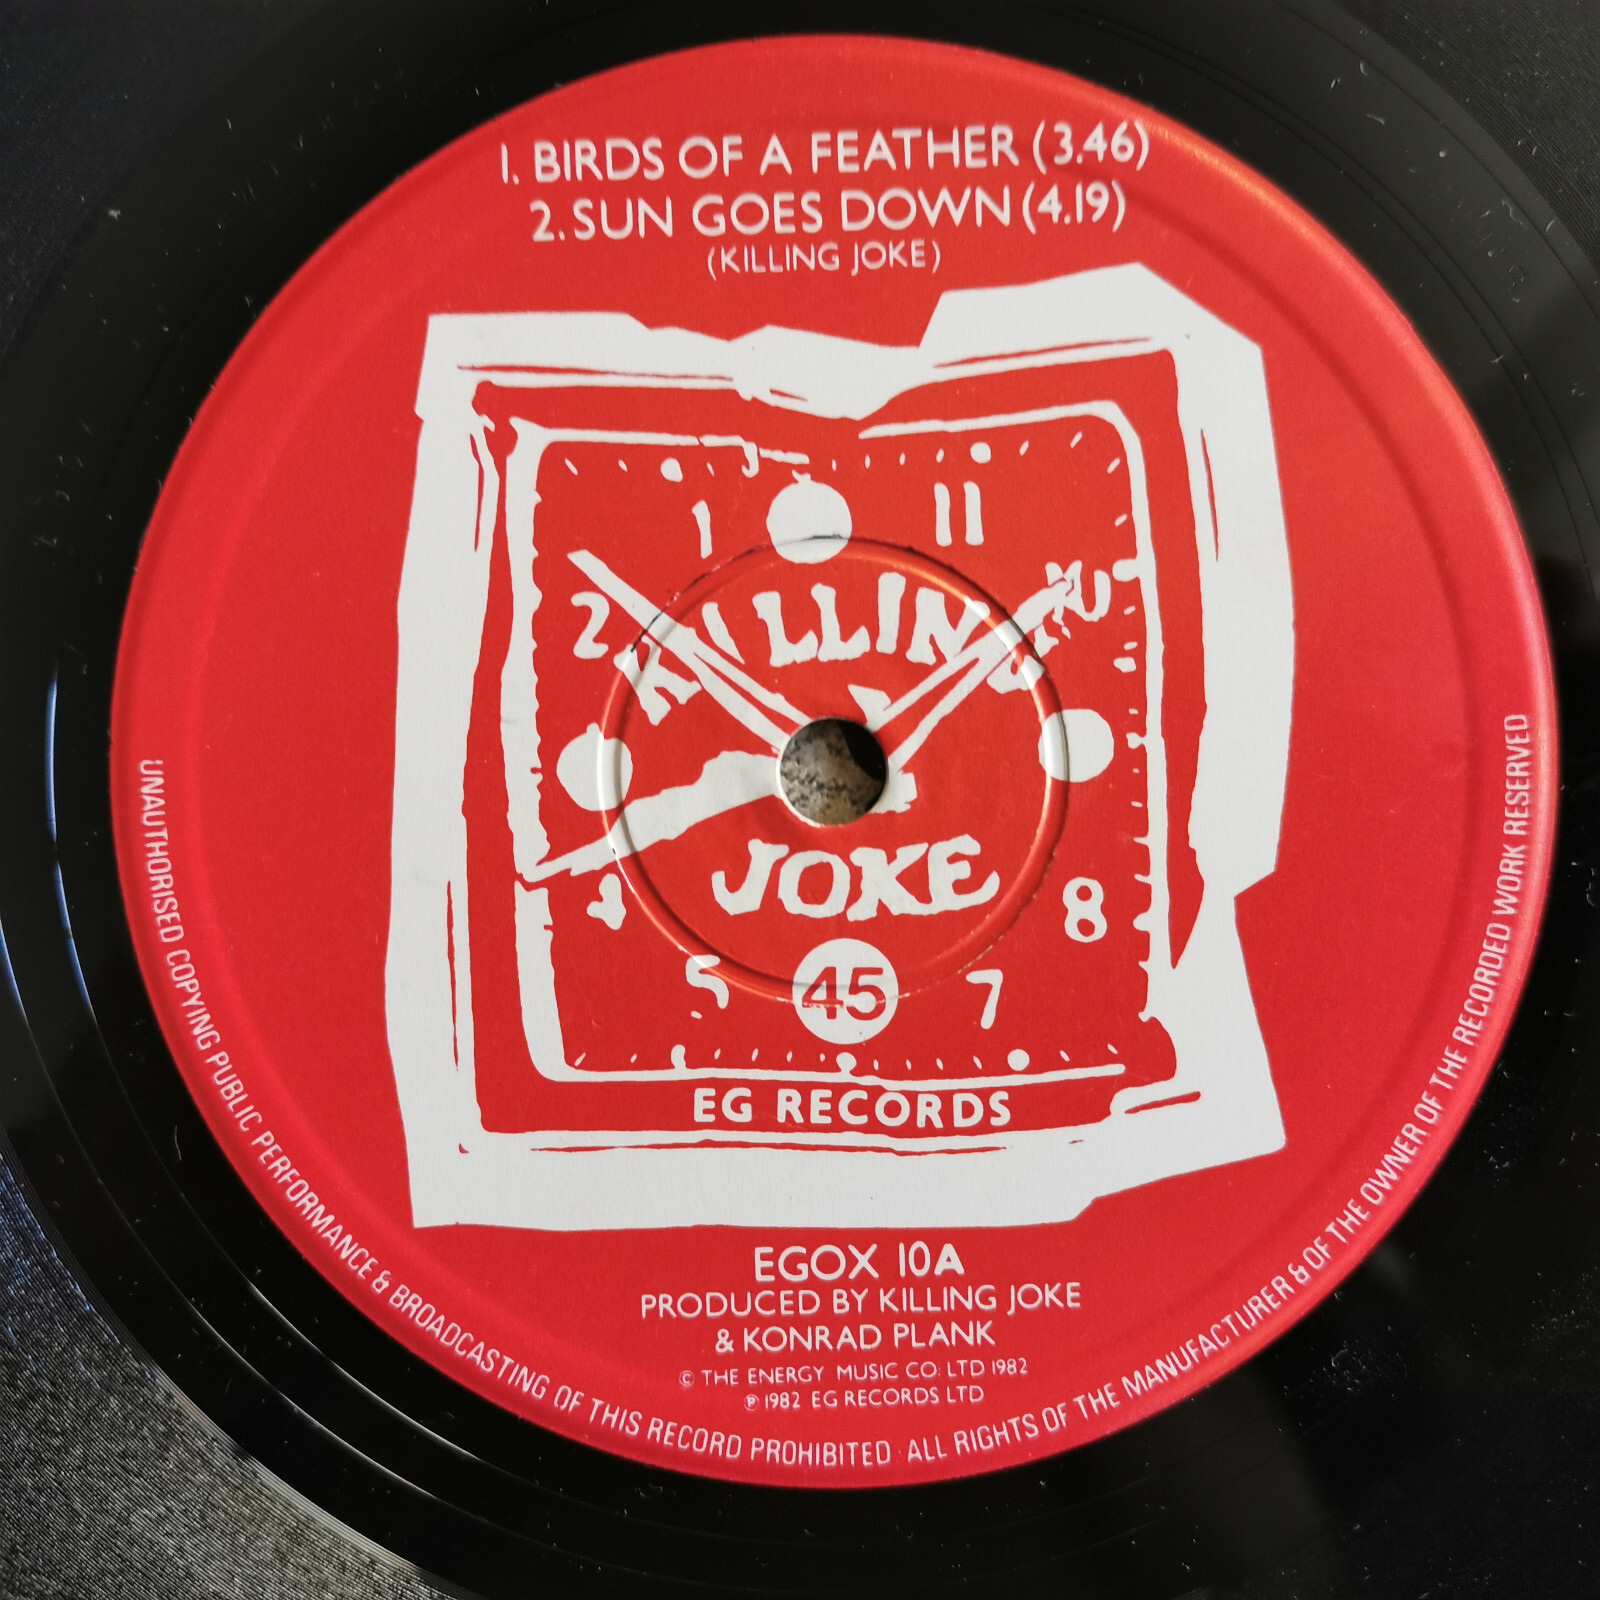 1. BIRDS OF A FEATHER (3.46)
2. SUN GOES DOWN (4.19)
(KILLING JOKE)
1 11
2
KILLING
JOKE
4 8
5 45 7
EG RECORDS
EGOX 10A
PRODUCED BY KILLING JOKE
& KONRAD PLANK
© THE ENERGY MUSIC CO. LTD 1982
℗ 1982 EG RECORDS LTD
UNAUTHORISED COPYING PUBLIC PERFORMANCE & BROADCASTING OF THIS RECORD PROHIBITED · ALL RIGHTS OF THE MANUFACTURER & OF THE OWNER OF THE RECORDED WORK RESERVED